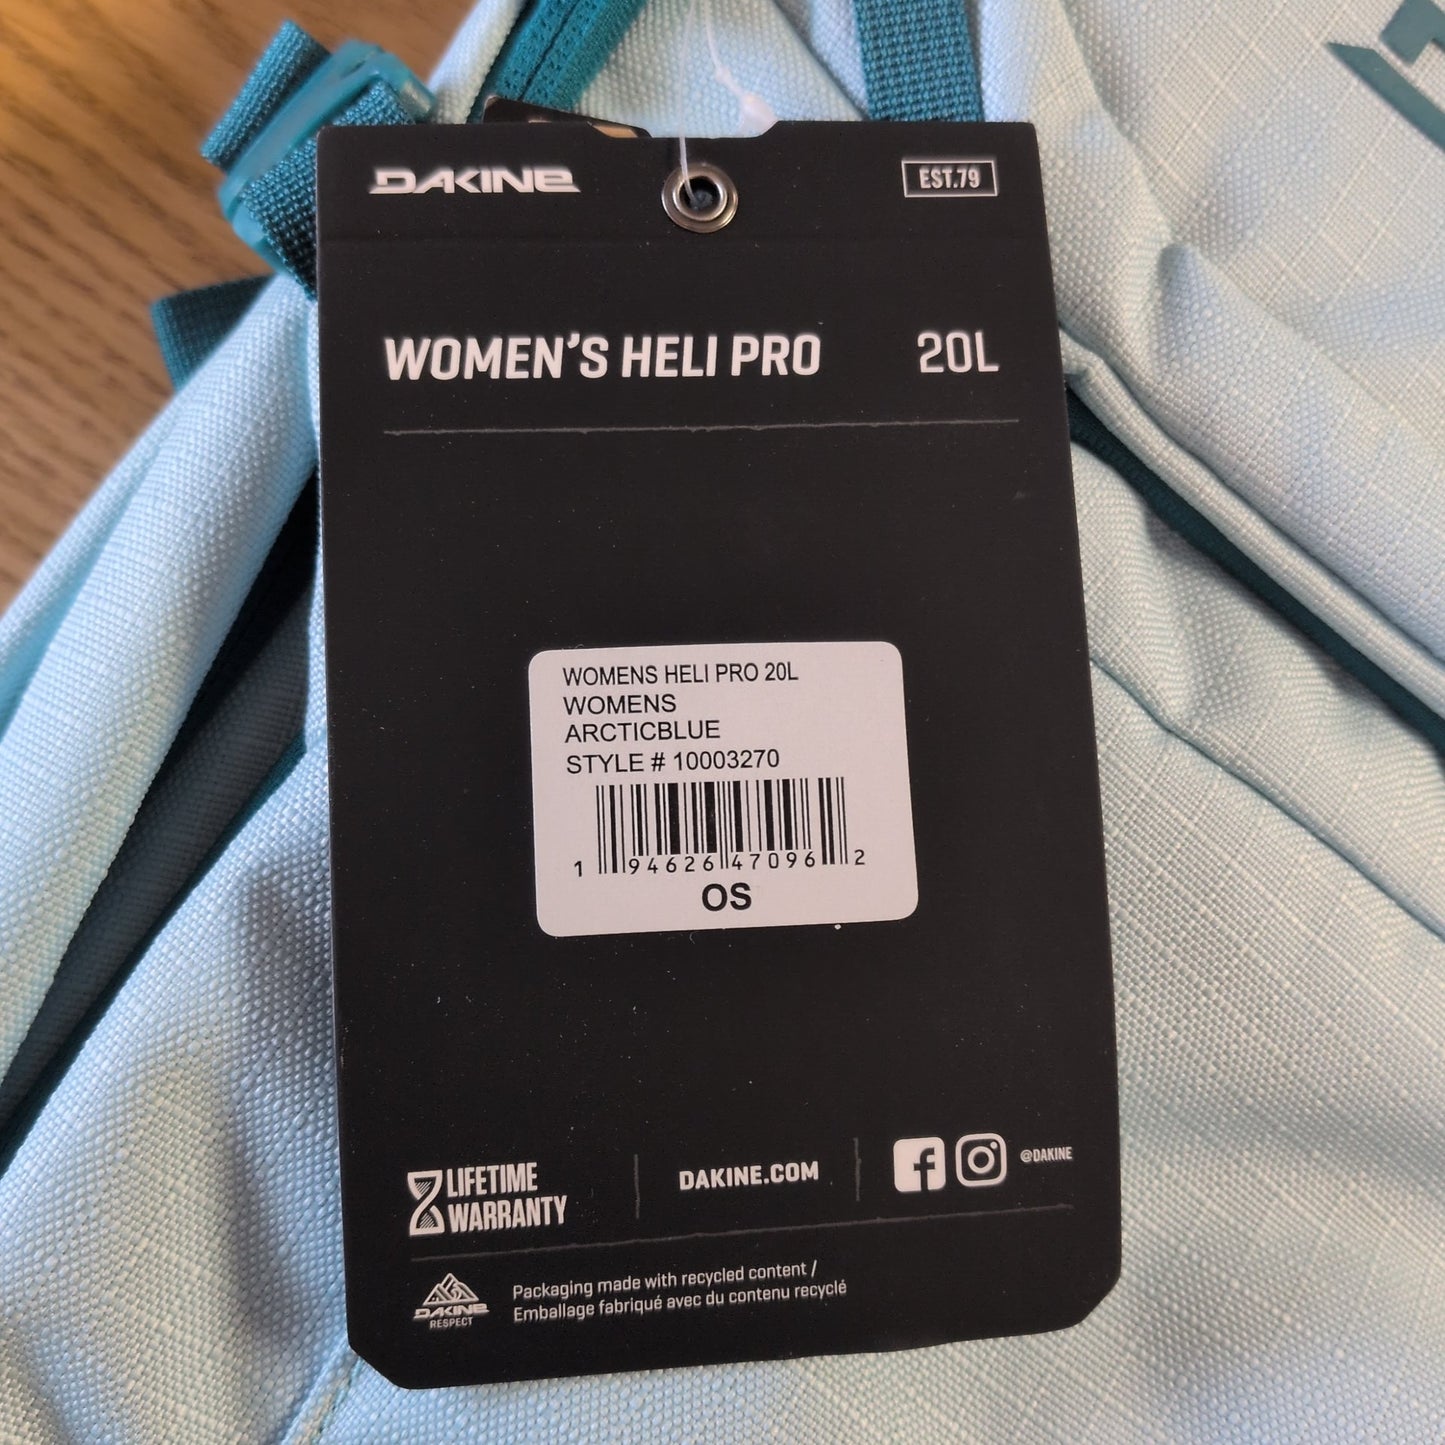 DAKINE
EST.79
WOMEN'S HELI PRO 20L
WOMENS HELI PRO 20L
WOMENS
ARCTICBLUE
STYLE # 10003270
1 94626 47096 2
OS
LIFETIME
WARRANTY
DAKINE.COM
@DAKINE
DAKINE
RESPECT
Packaging made with recycled content /
Emballage fabriqué avec du contenu recyclé